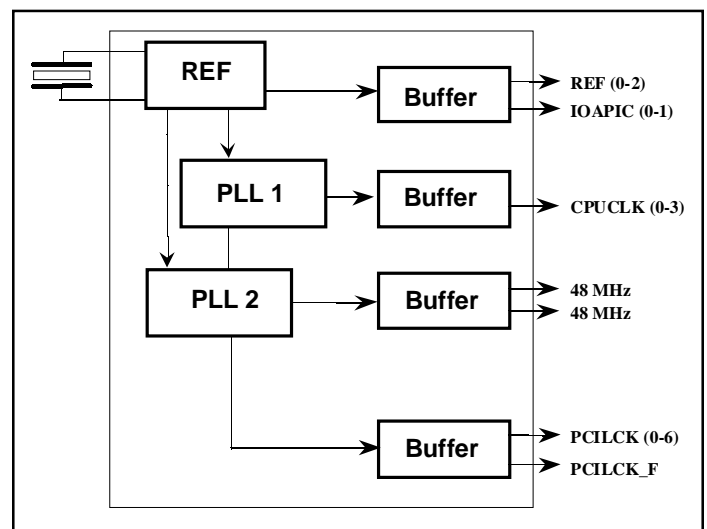 REF
Buffer
REF (0-2)
IOAPIC (0-1)
PLL 1
Buffer
CPUCLK (0-3)
PLL 2
Buffer
48 MHz
48 MHz
Buffer
PCILCK (0-6)
PCILCK_F